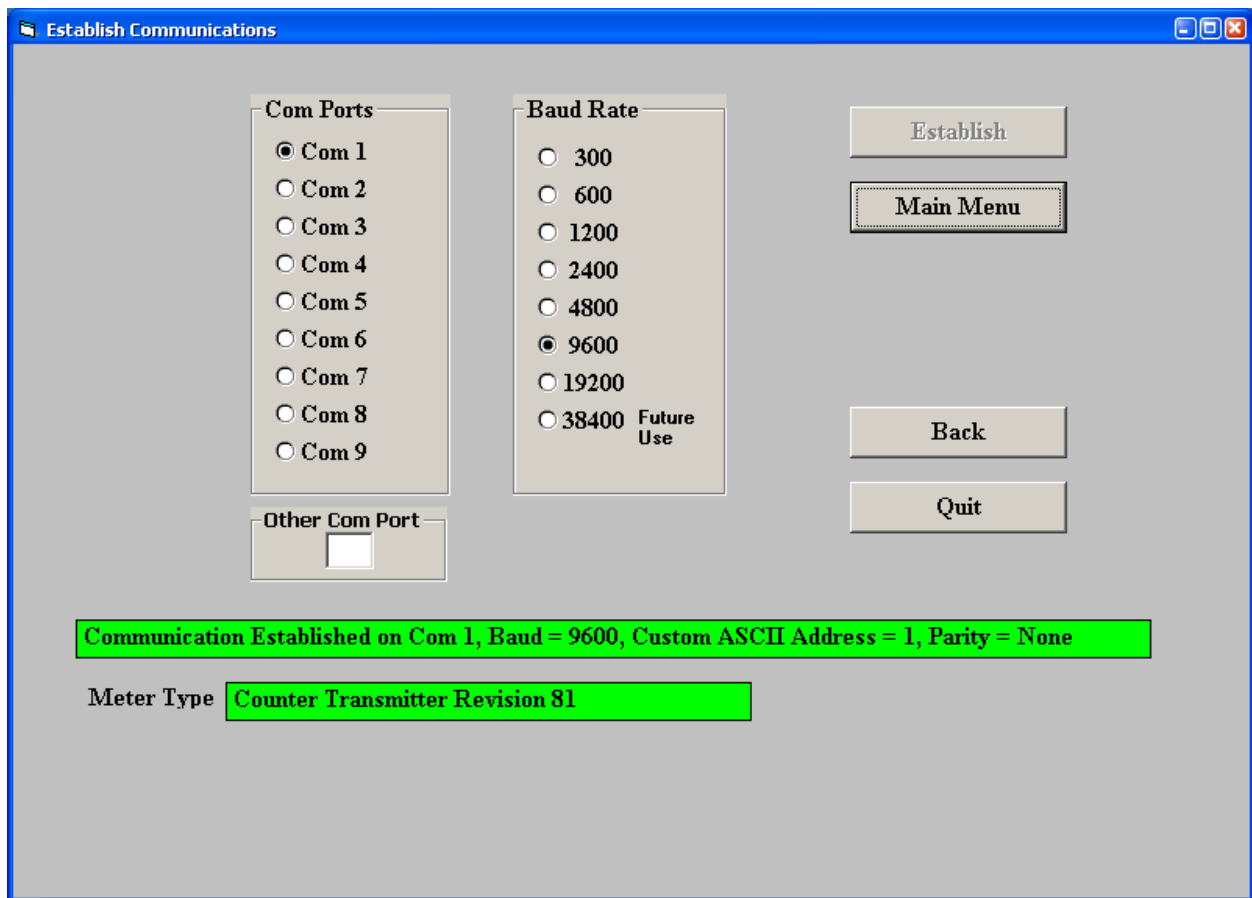 Establish Communications
Com Ports
Com 1
Com 2
Com 3
Com 4
Com 5
Com 6
Com 7
Com 8
Com 9
Other Com Port
Baud Rate
300
600
1200
2400
4800
9600
19200
38400 Future
Use
Establish
Main Menu
Back
Quit
Communication Established on Com 1, Baud = 9600, Custom ASCII Address = 1, Parity = None
Meter Type Counter Transmitter Revision 81